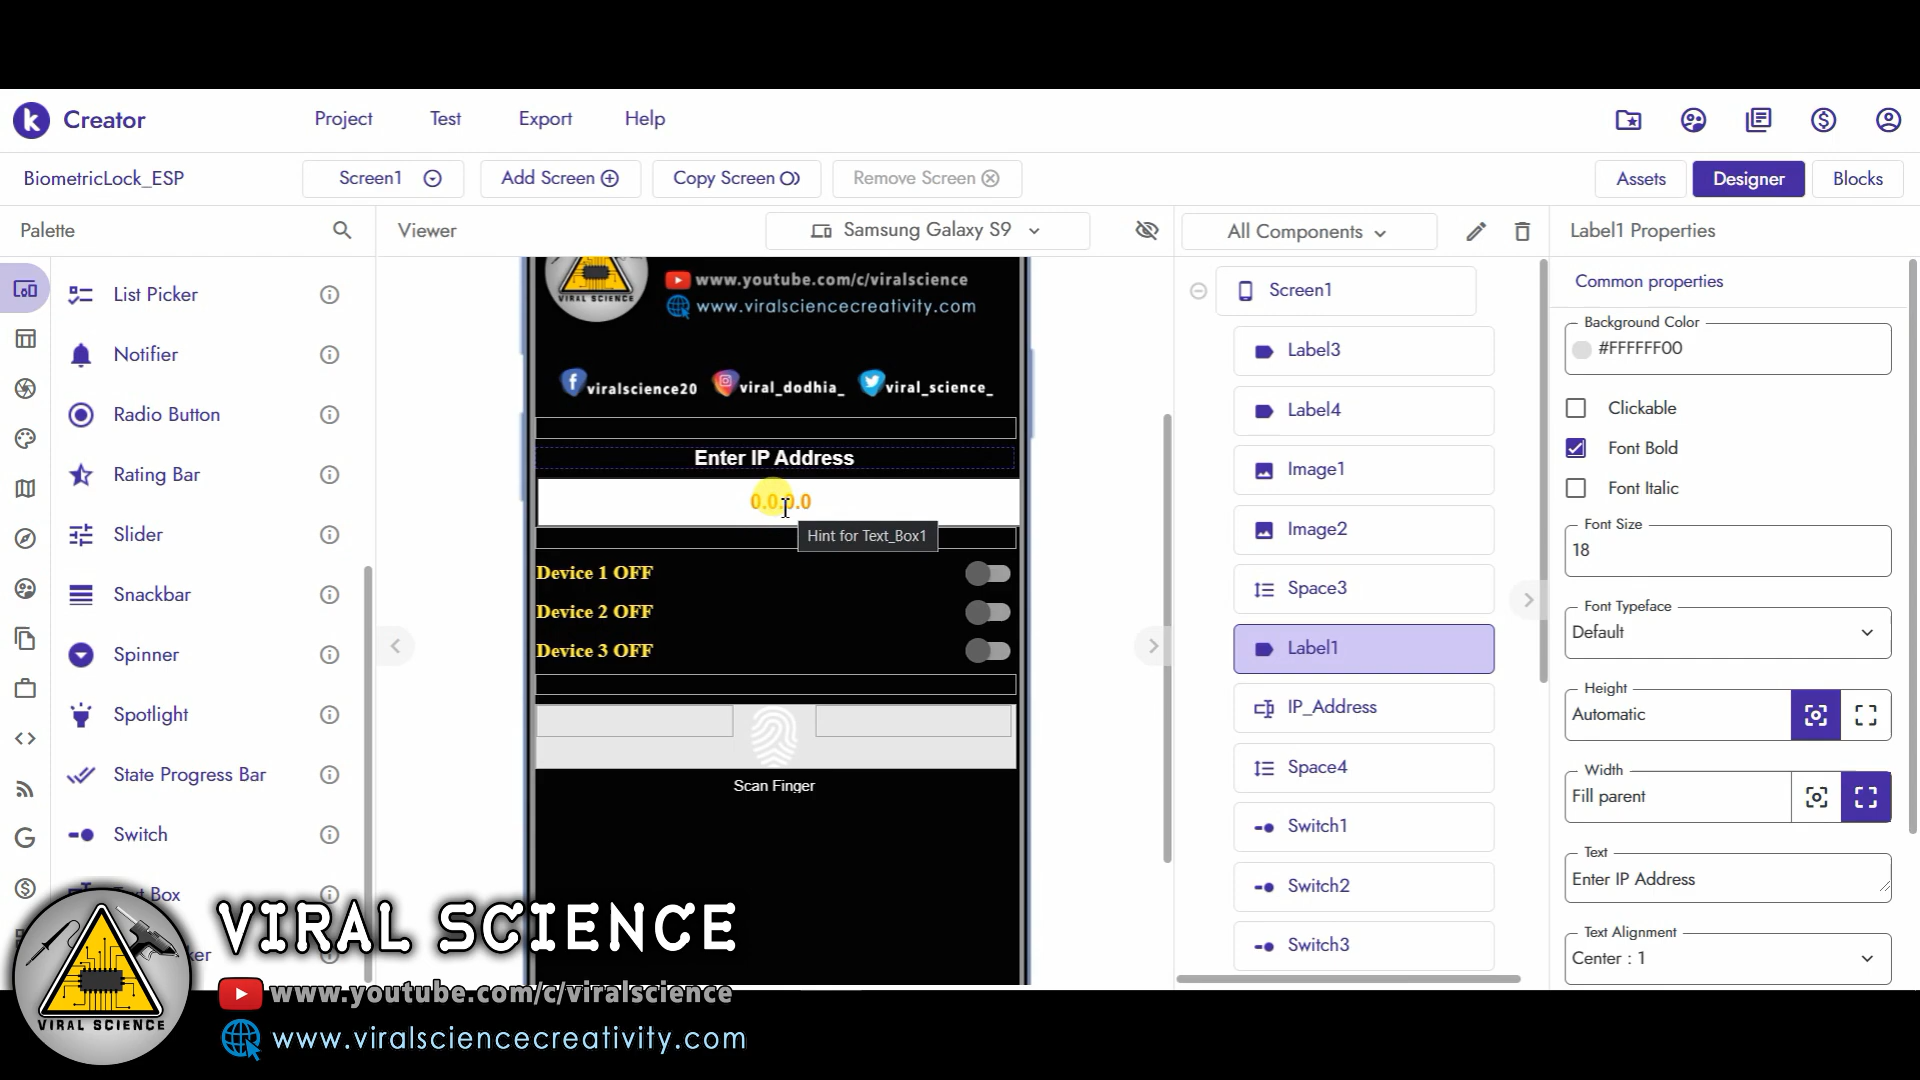 k Creator
Project
Test
Export
Help
BiometricLock_ESP
Screen1
Add Screen
Copy Screen
Remove Screen
Assets
Designer
Blocks
Palette
Viewer
Samsung Galaxy S9
All Components
Label1 Properties
List Picker
Notifier
Radio Button
Rating Bar
Slider
Snackbar
Spinner
Spotlight
State Progress Bar
Switch
Box
ker
VIRAL SCIENCE
www.youtube.com/c/viralscience
www.viralsciencecreativity.com
viralscience20
viral_dodhia_
viral_science_
Enter IP Address
0.0.0.0
Hint for Text_Box1
Device 1 OFF
Device 2 OFF
Device 3 OFF
Scan Finger
Screen1
Label3
Label4
Image1
Image2
Space3
Label1
IP_Address
Space4
Switch1
Switch2
Switch3
Common properties
Background Color
#FFFFFF00
Clickable
Font Bold
Font Italic
Font Size
18
Font Typeface
Default
Height
Automatic
Width
Fill parent
Text
Enter IP Address
Text Alignment
Center : 1
VIRAL SCIENCE
VIRAL SCIENCE
www.youtube.com/c/viralscience
www.viralsciencecreativity.com